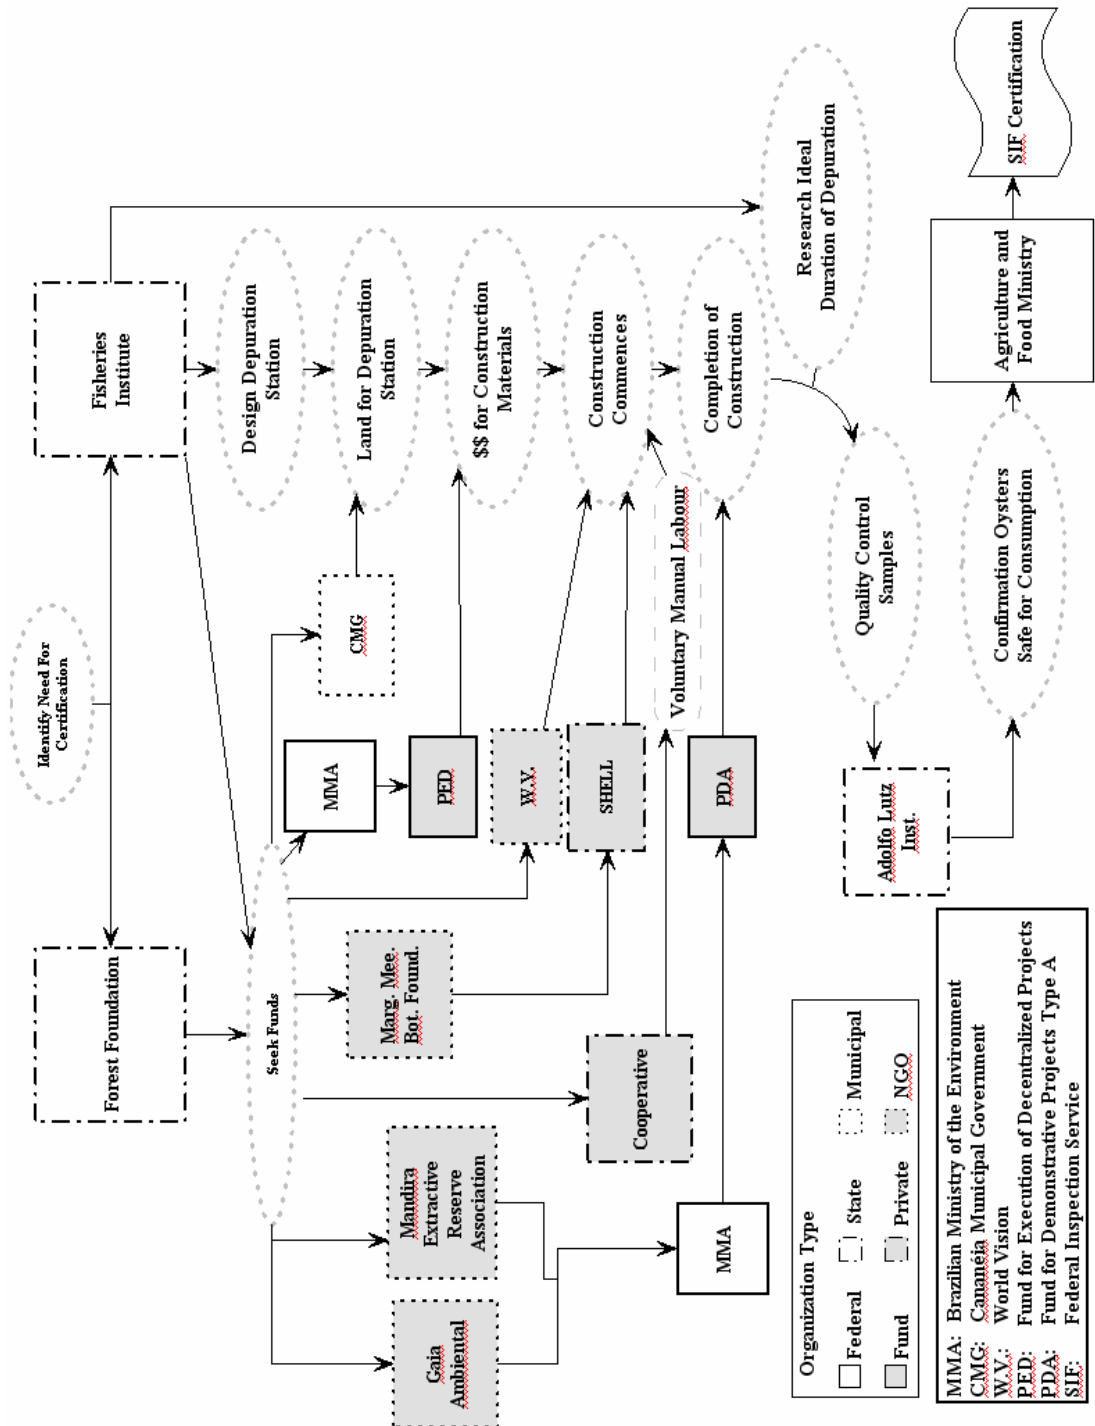 Identify Need For
Certification
Forest Foundation
Fisheries
Institute
Seek Funds
Design Depuration
Station
Land for Depuration
Station
$$ for Construction
Materials
Construction
Commences
Completion of
Construction
Research Ideal
Duration of Depuration
CMG
MMA
PED
W.V.
SHELL
Voluntary Manual Labour
PDA
Marg. Mee.
Bot. Found.
Cooperative
Mandira
Extractive
Reserve
Association
Gaia
Ambiental
MMA
Quality Control
Samples
Adolfo Lutz
Inst.
Confirmation Oysters
Safe for Consumption
Agriculture and
Food Ministry
SIF Certification
Organization Type
Federal State Municipal
Fund Private NGO
MMA: Brazilian Ministry of the Environment
CMG: Cananéia Municipal Government
W.V.: World Vision
PED: Fund for Execution of Decentralized Projects
PDA: Fund for Demonstrative Projects Type A
SIF: Federal Inspection Service